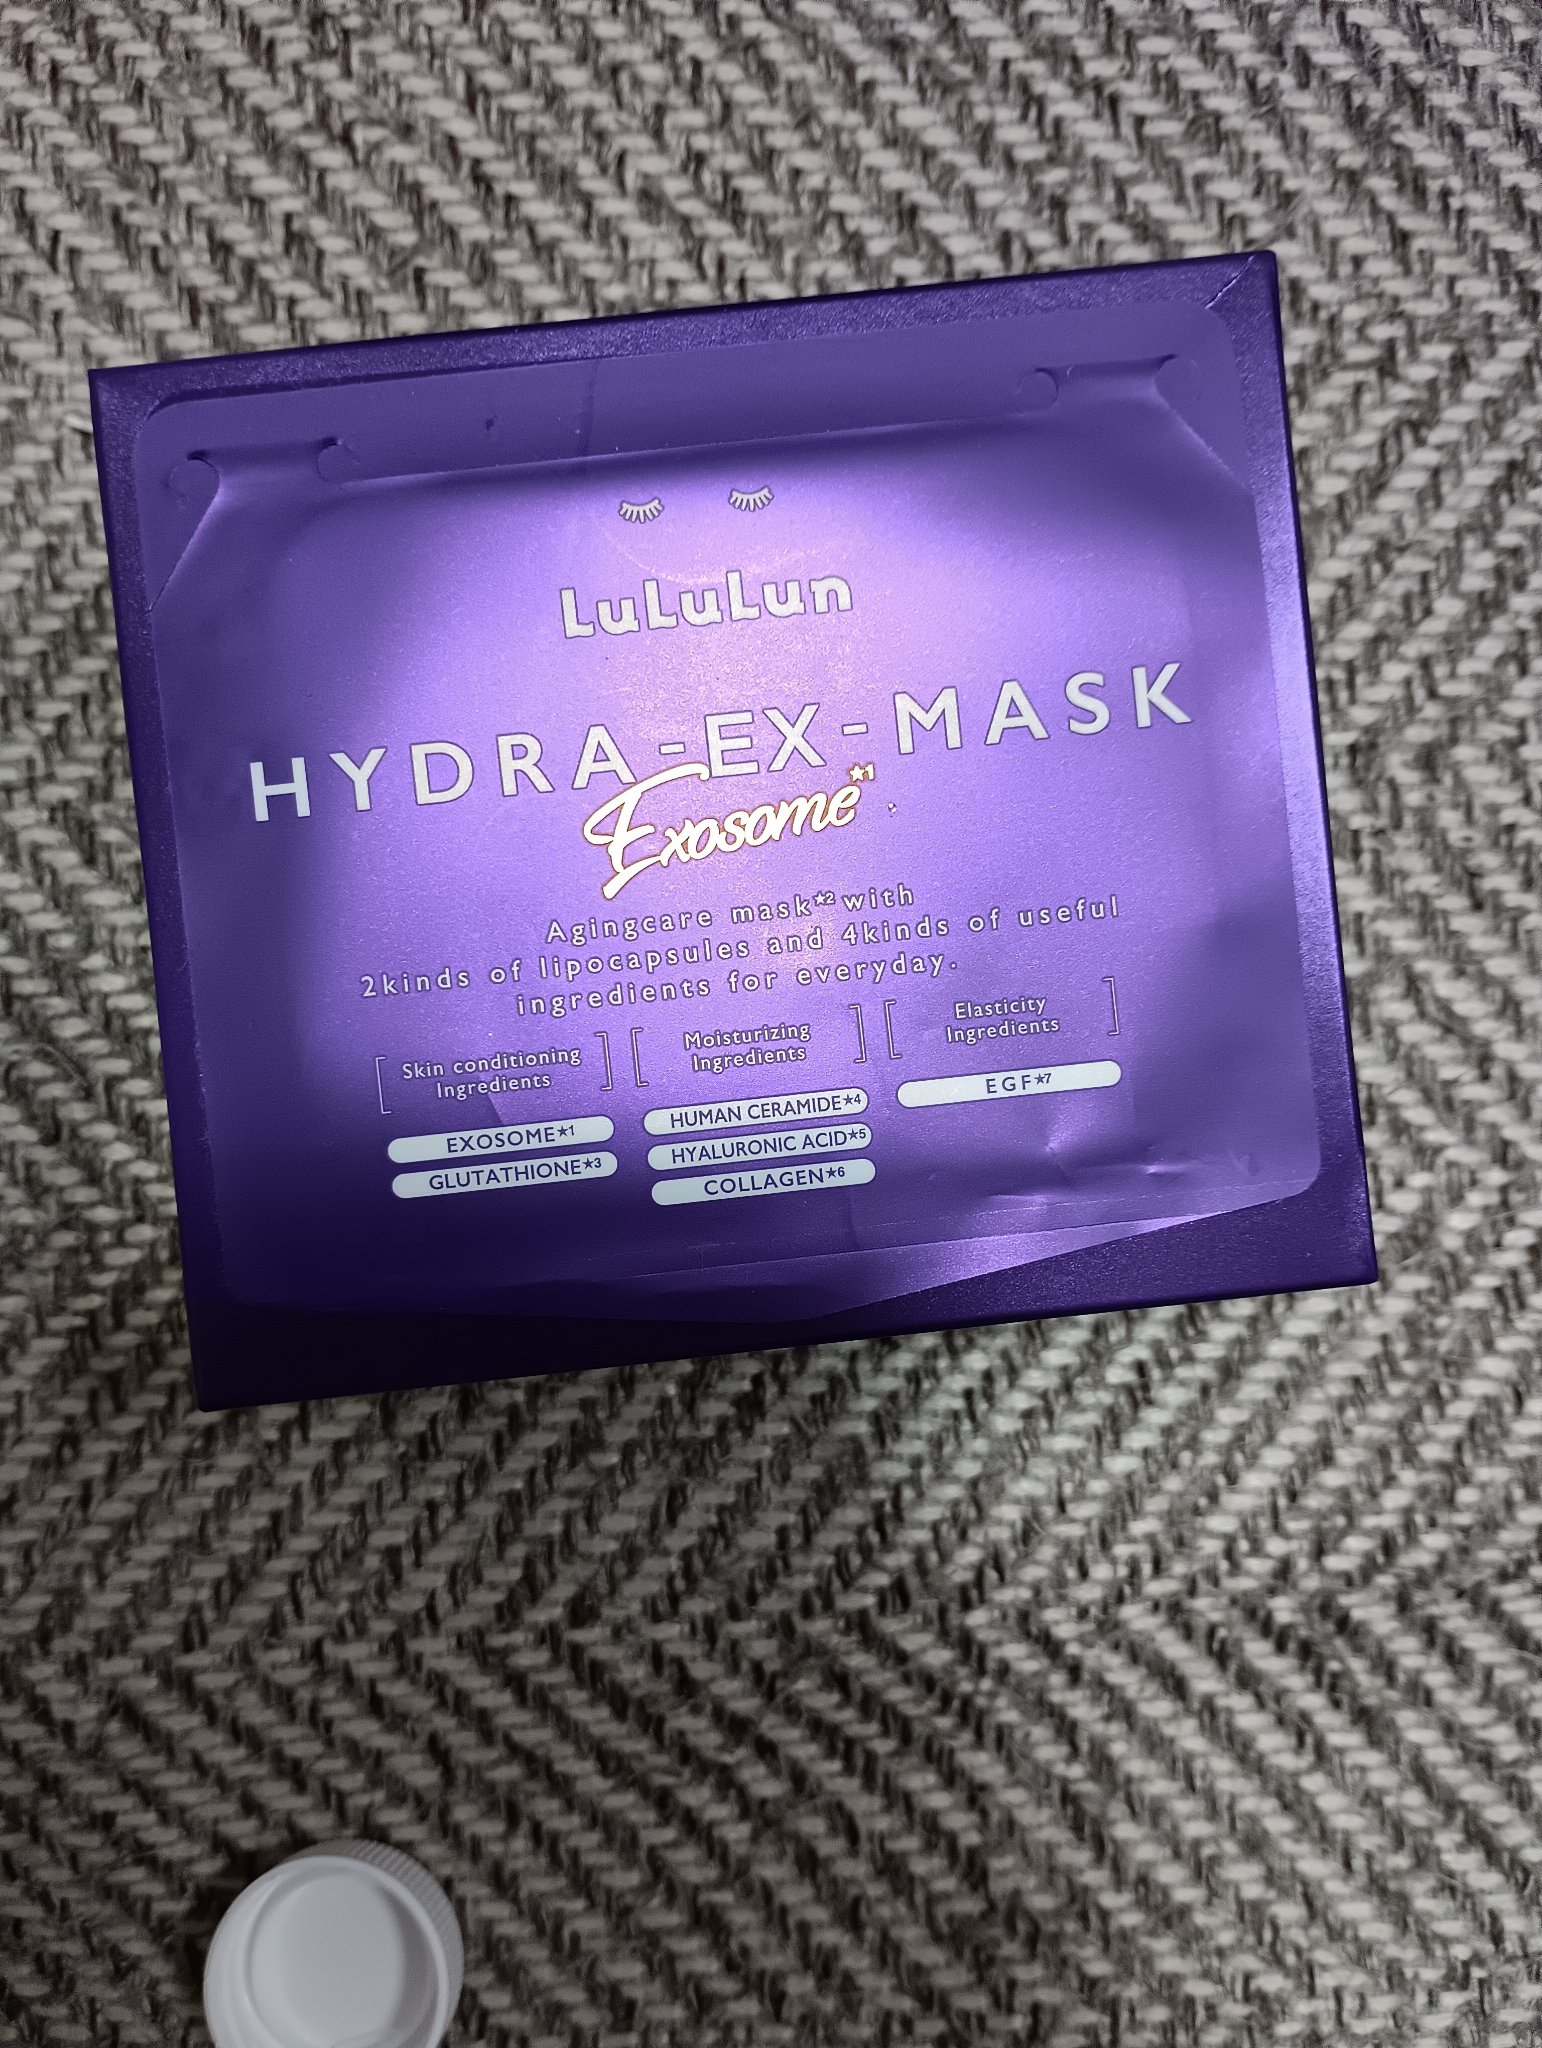 LuLuLun
HYDRA-EX-MASK
Exosome★1
Agingcare mask★2 with
2kinds of lipocapsules and 4kinds of useful
ingredients for everyday.
Skin conditioning
Ingredients
EXOSOME★1
GLUTATHIONE★3
Moisturizing
Ingredients
HUMAN CERAMIDE★4
HYALURONIC ACID★5
COLLAGEN★6
Elasticity
Ingredients
EGF★7